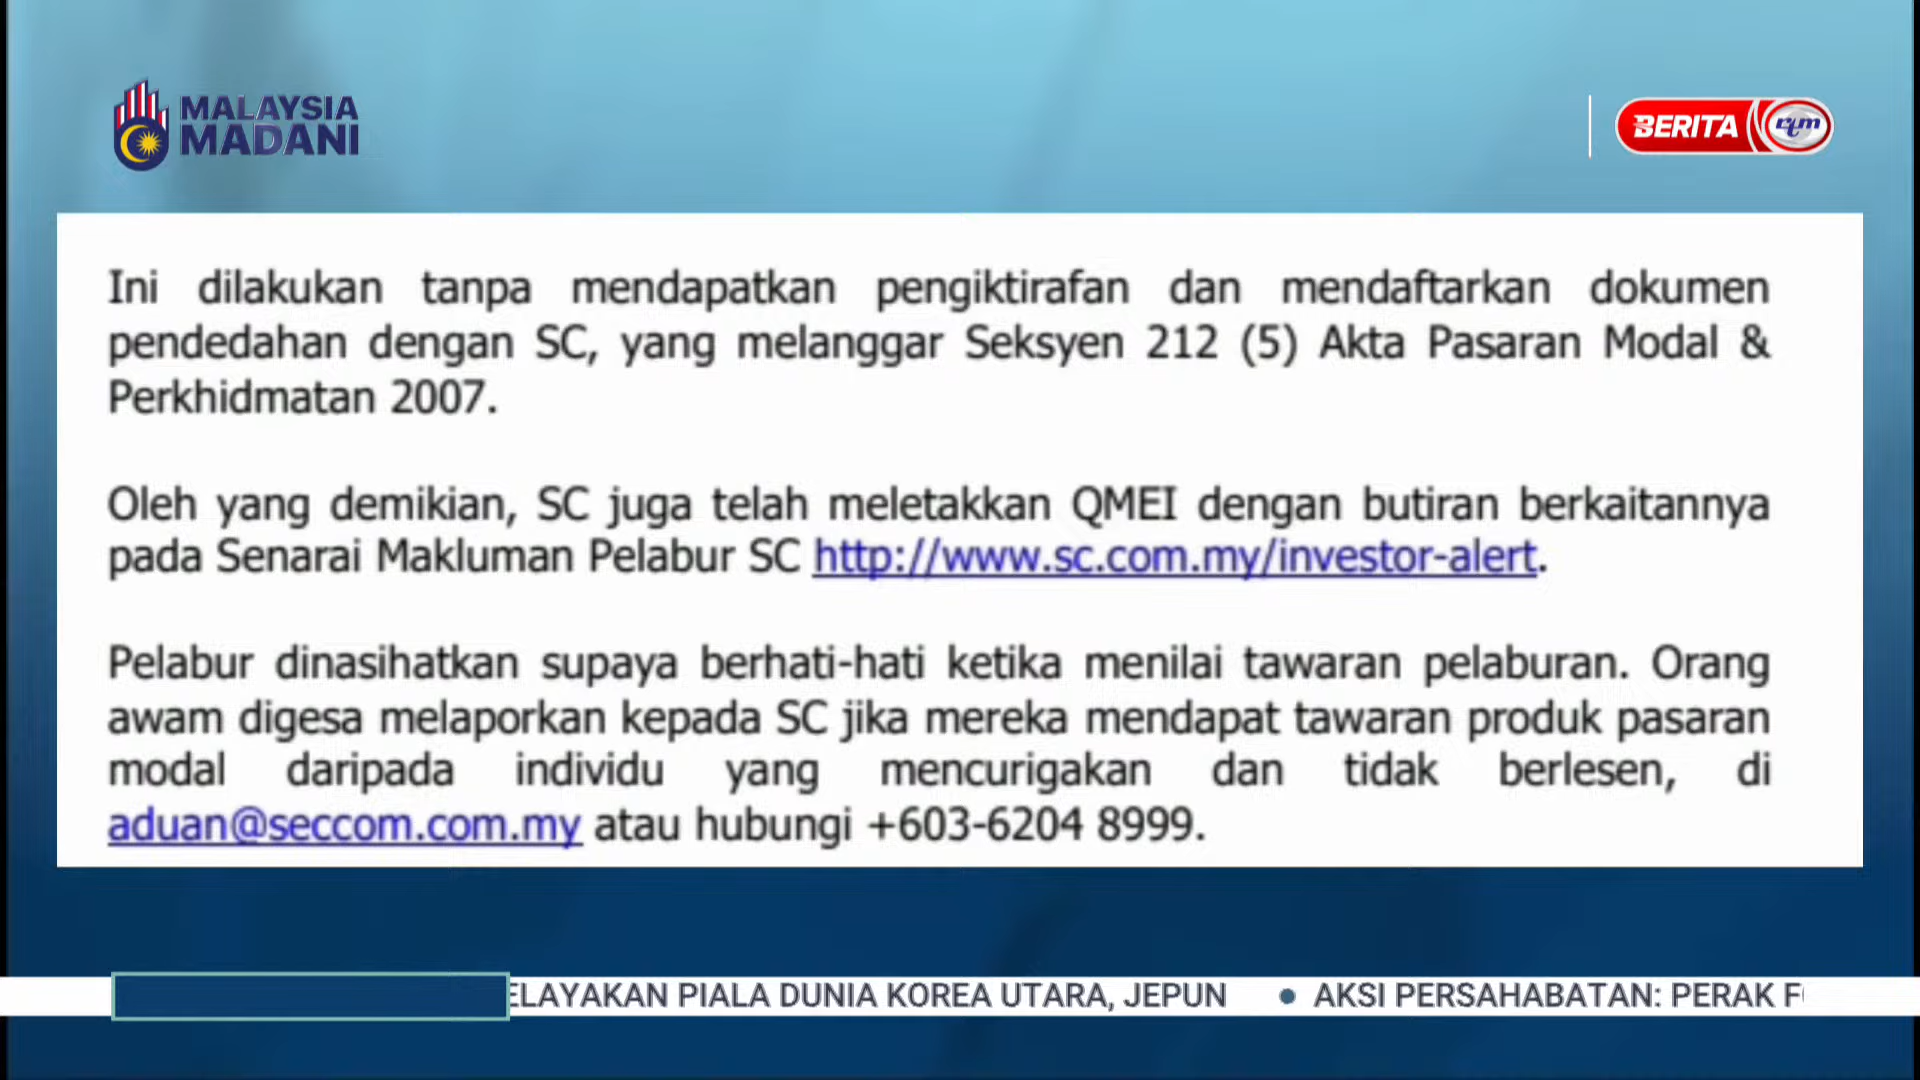 MALAYSIA
MADANI
BERITA rtm
Ini dilakukan tanpa mendapatkan pengiktirafan dan mendaftarkan dokumen
pendedahan dengan SC, yang melanggar Seksyen 212 (5) Akta Pasaran Modal &
Perkhidmatan 2007.
Oleh yang demikian, SC juga telah meletakkan QMEI dengan butiran berkaitannya
pada Senarai Makluman Pelabur SC http://www.sc.com.my/investor-alert.
Pelabur dinasihatkan supaya berhati-hati ketika menilai tawaran pelaburan. Orang
awam digesa melaporkan kepada SC jika mereka mendapat tawaran produk pasaran
modal daripada individu yang mencurigakan dan tidak berlesen, di
aduan@seccom.com.my atau hubungi +603-6204 8999.
ELAYAKAN PIALA DUNIA KOREA UTARA, JEPUN • AKSI PERSAHABATAN: PERAK F